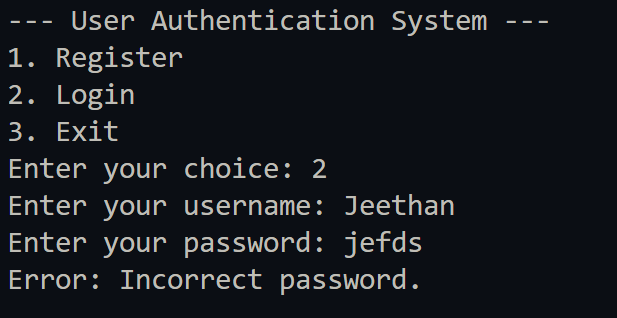 --- User Authentication System ---
1. Register
2. Login
3. Exit
Enter your choice: 2
Enter your username: Jeethan
Enter your password: jefds
Error: Incorrect password.